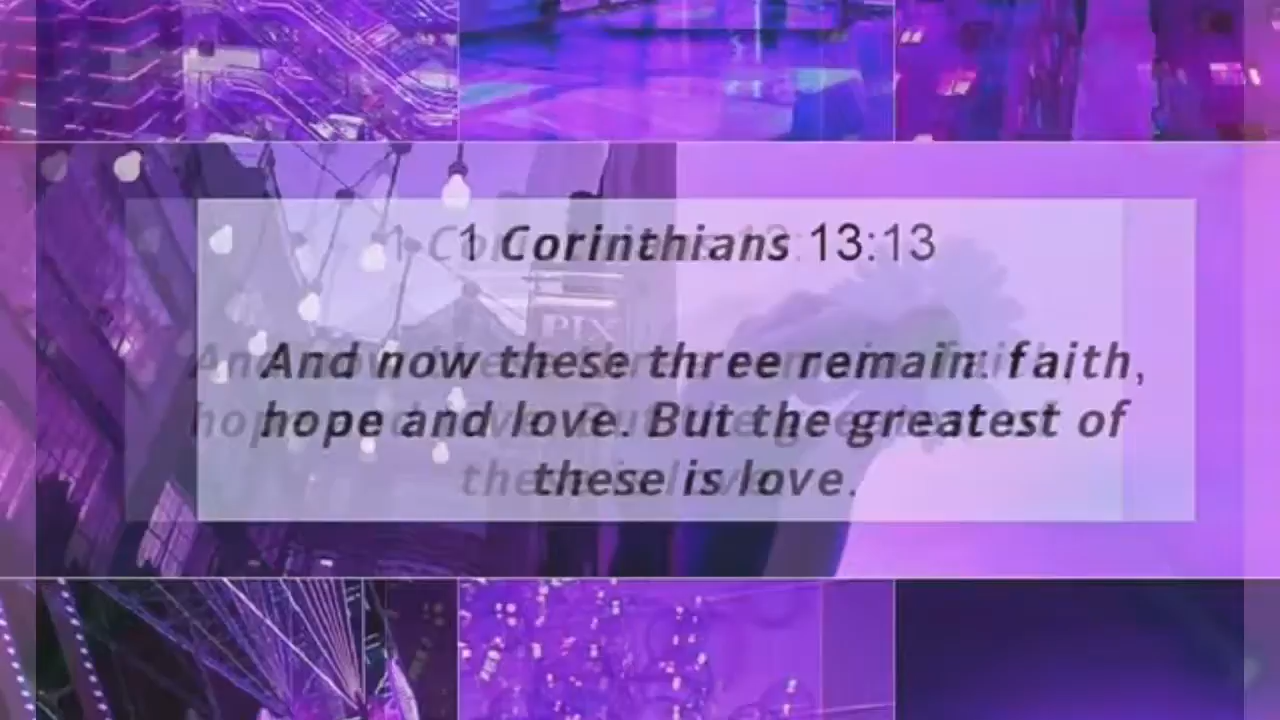 1 Corinthians 13:13
And now these three remain: faith,
hope and love. But the greatest of
these is love.
PIX